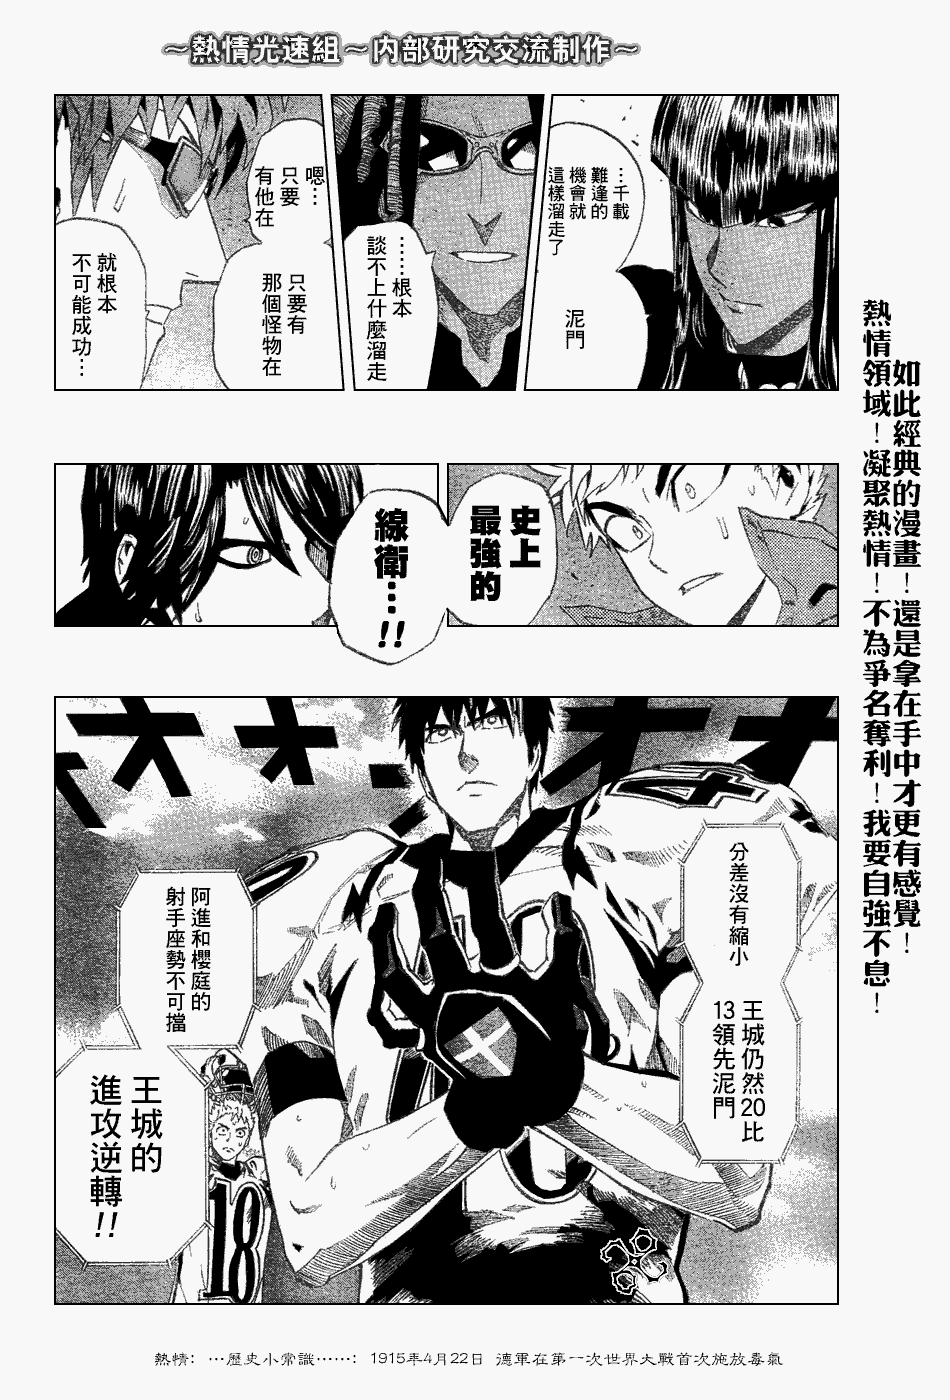 ～熱情光速組～內部研究交流制作～
…千載
難逢的
機會就
這樣溜走了
泥門
……根本
談不上什麼溜走
嗯…
只要
有他在
只要有
那個怪物在
就根本
不可能成功…
史上
最強的
線衛…!!
分差沒有縮小
王城仍然20比
13領先泥門
阿進和櫻庭的
射手座勢不可擋
王城的
進攻逆轉!!
4
18
如此經典的漫畫！還是拿在手中才更有感覺！
熱情領域！凝聚熱情！不為爭名奪利！我要自強不息！
熱情：…歷史小常識……：1915年4月22日 德軍在第一次世界大戰首次施放毒氣